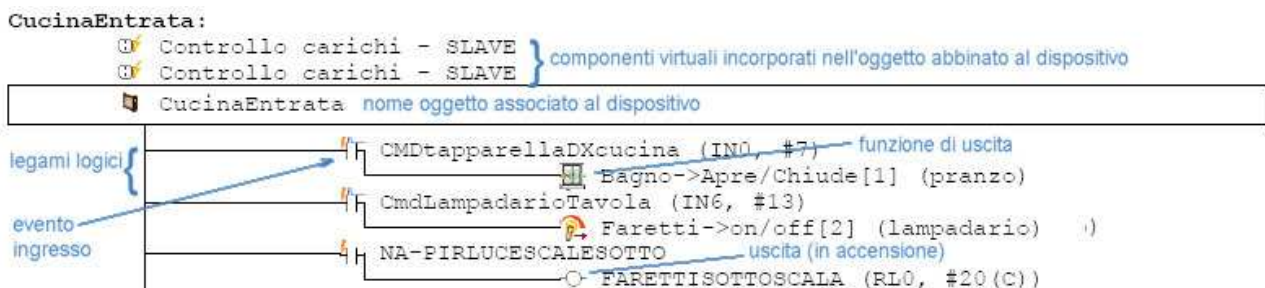 CucinaEntrata:
Controllo carichi - SLAVE
Controllo carichi - SLAVE
componenti virtuali incorporati nell'oggetto abbinato al dispositivo
CucinaEntrata nome oggetto associato al dispositivo
legami logici
CMDtapparellaDXcucina (IN0, #7)
funzione di uscita
Bagno->Apre/Chiude[1] (pranzo)
CmdLampadarioTavola (IN6, #13)
evento
ingresso
Faretti->on/off[2] (lampadario) )
NA-PIRLUCESCALESOTTO
uscita (in accensione)
FARETTISOTTOSCALA (RL0, #20(C))